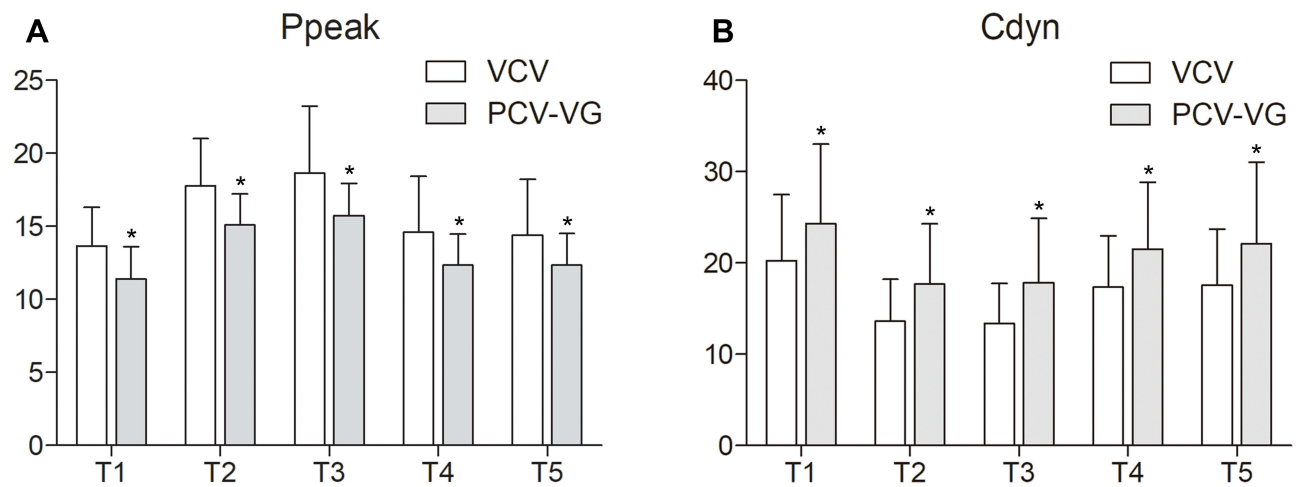 A
Ppeak
VCV
PCV-VG
25
20
15
10
5
0
*
*
*
*
*
T1 T2 T3 T4 T5
B
Cdyn
VCV
PCV-VG
40
30
20
10
0
*
*
*
*
*
T1 T2 T3 T4 T5